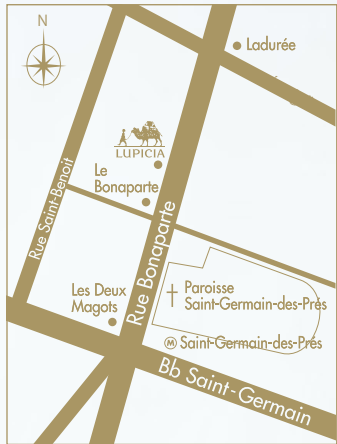 N
Ladurée
LUPICIA
Le
Bonaparte
Rue Saint-Benoit
Rue Bonaparte
Les Deux
Magots
Paroisse
Saint-Germain-des-Prés
M Saint-Germain-des-Prés
Bb Saint-Germain